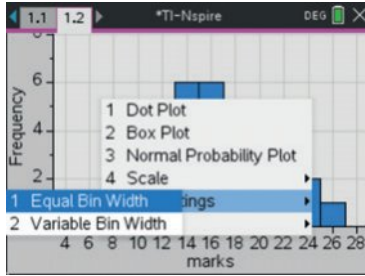 1.1 1.2 *TI-Nspire DEG
6
1 Dot Plot
2 Box Plot
4
3 Normal Probability Plot
4 Scale
2
1 Equal Bin Width
2 Variable Bin Width
Frequency
4 6 8 10 12 14 16 18 20 22 24 26 28
marks